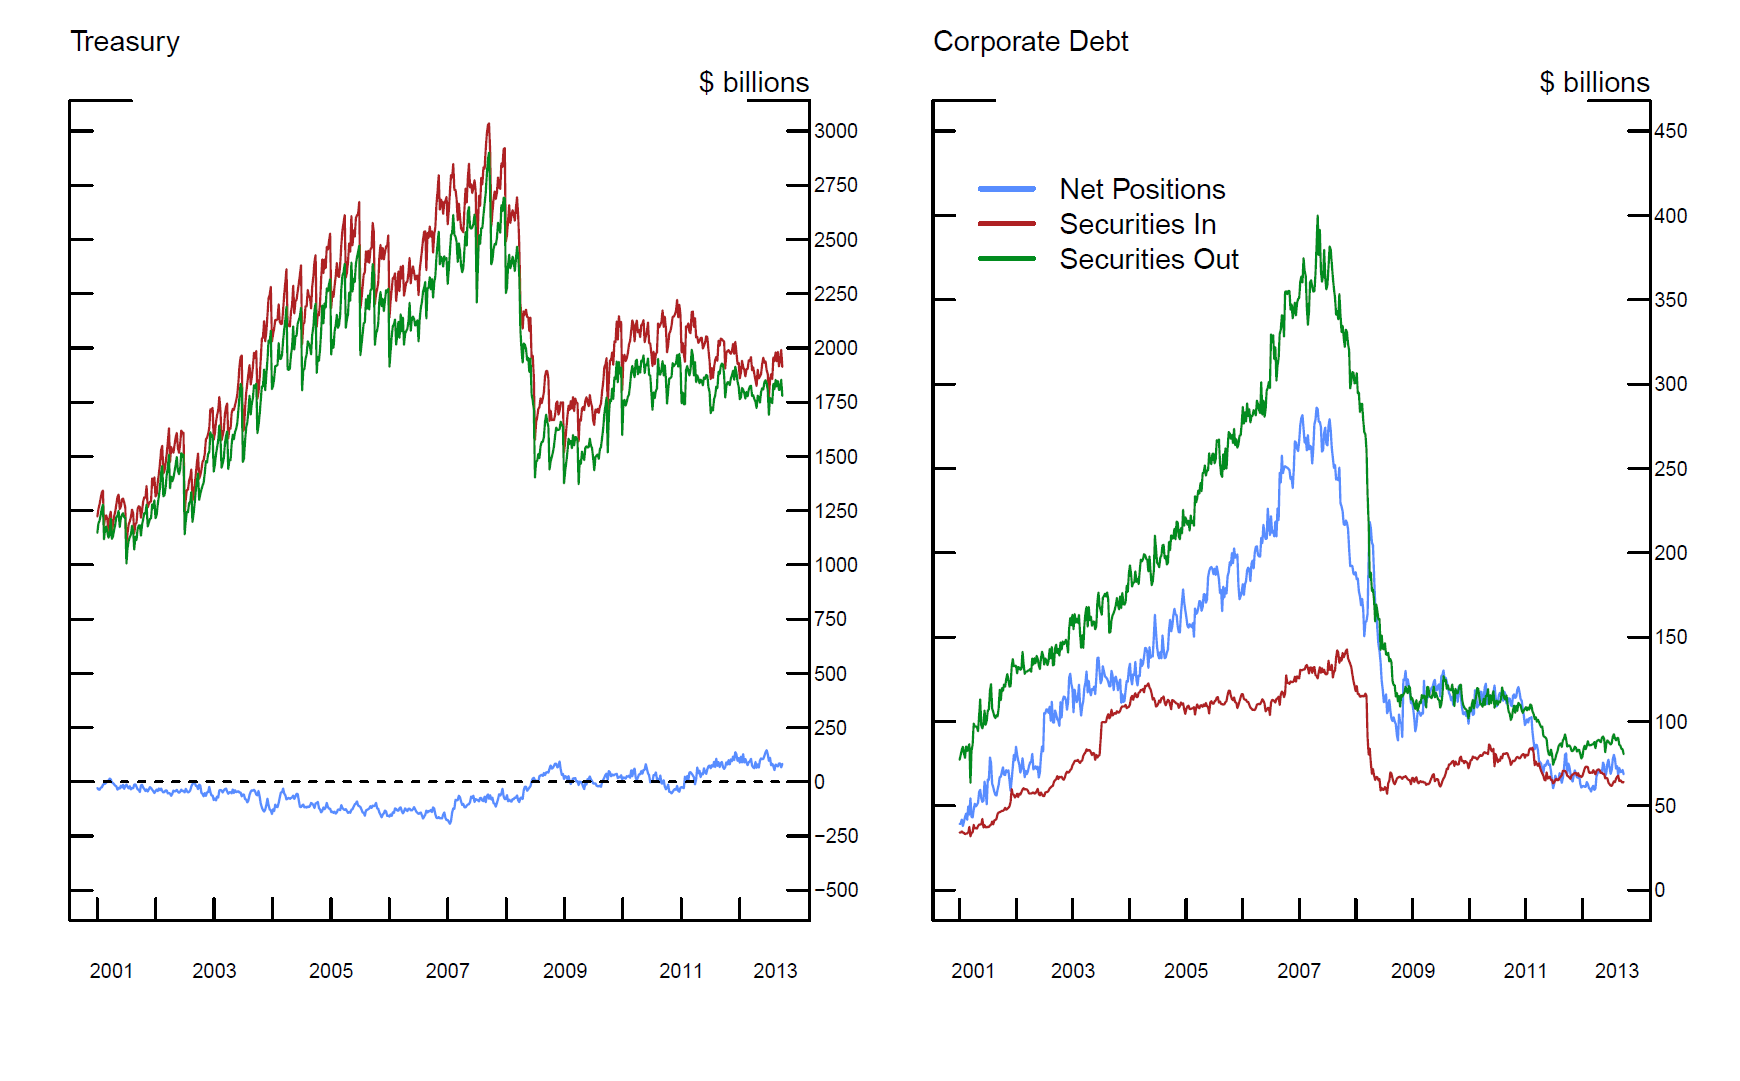 Treasury
$ billions
3000
2750
2500
2250
2000
1750
1500
1250
1000
750
500
250
0
−250
−500
2001 2003 2005 2007 2009 2011 2013
Corporate Debt
$ billions
Net Positions
Securities In
Securities Out
450
400
350
300
250
200
150
100
50
0
2001 2003 2005 2007 2009 2011 2013